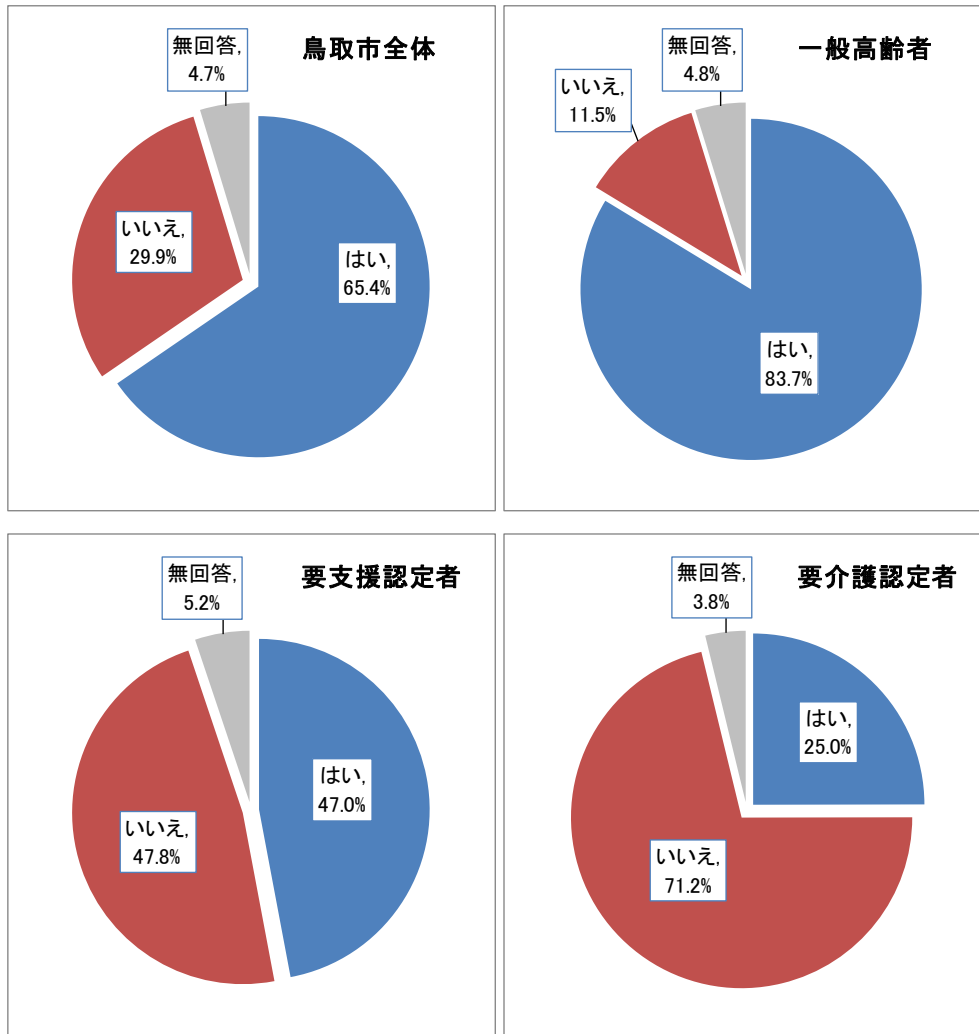 鳥取市全体
無回答,
4.7%
いいえ,
29.9%
はい,
65.4%
一般高齢者
無回答,
4.8%
いいえ,
11.5%
はい,
83.7%
要支援認定者
無回答,
5.2%
はい,
47.0%
いいえ,
47.8%
要介護認定者
無回答,
3.8%
はい,
25.0%
いいえ,
71.2%